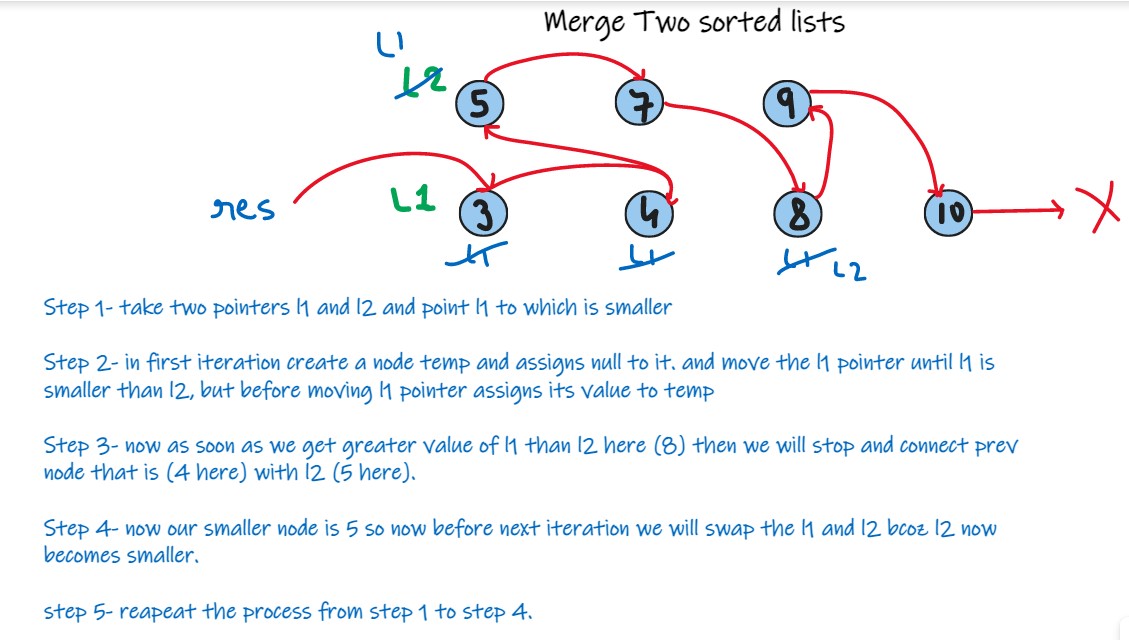 Merge Two sorted lists
L1
L2
5
7
9
res
L1
3
4
8
10
X
L1
L1
L1
L2
Step 1- take two pointers l1 and l2 and point l1 to which is smaller
Step 2- in first iteration create a node temp and assigns null to it. and move the l1 pointer until l1 is
smaller than l2, but before moving l1 pointer assigns its value to temp
Step 3- now as soon as we get greater value of l1 than l2 here (8) then we will stop and connect prev
node that is (4 here) with l2 (5 here).
Step 4- now our smaller node is 5 so now before next iteration we will swap the l1 and l2 bcoz l2 now
becomes smaller.
step 5- reapeat the process from step 1 to step 4.